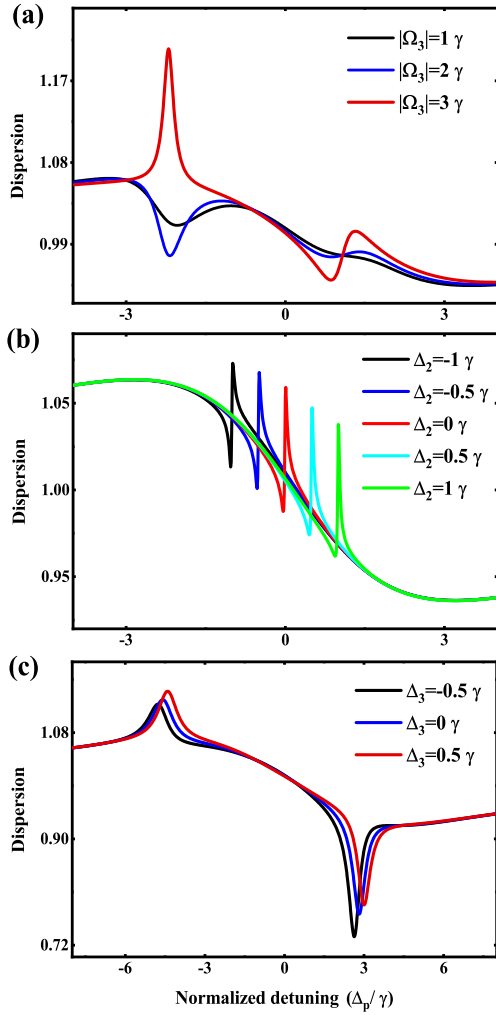 (a)
|Ω₃|=1 γ
|Ω₃|=2 γ
|Ω₃|=3 γ
1.17
1.08
0.99
Dispersion
-3
0
3
(b)
Δ₂=-1 γ
Δ₂=-0.5 γ
Δ₂=0 γ
Δ₂=0.5 γ
Δ₂=1 γ
1.05
1.00
0.95
Dispersion
-3
0
3
(c)
Δ₃=-0.5 γ
Δ₃=0 γ
Δ₃=0.5 γ
1.08
0.90
0.72
Dispersion
-6
-3
0
3
6
Normalized detuning (Δₚ/γ)